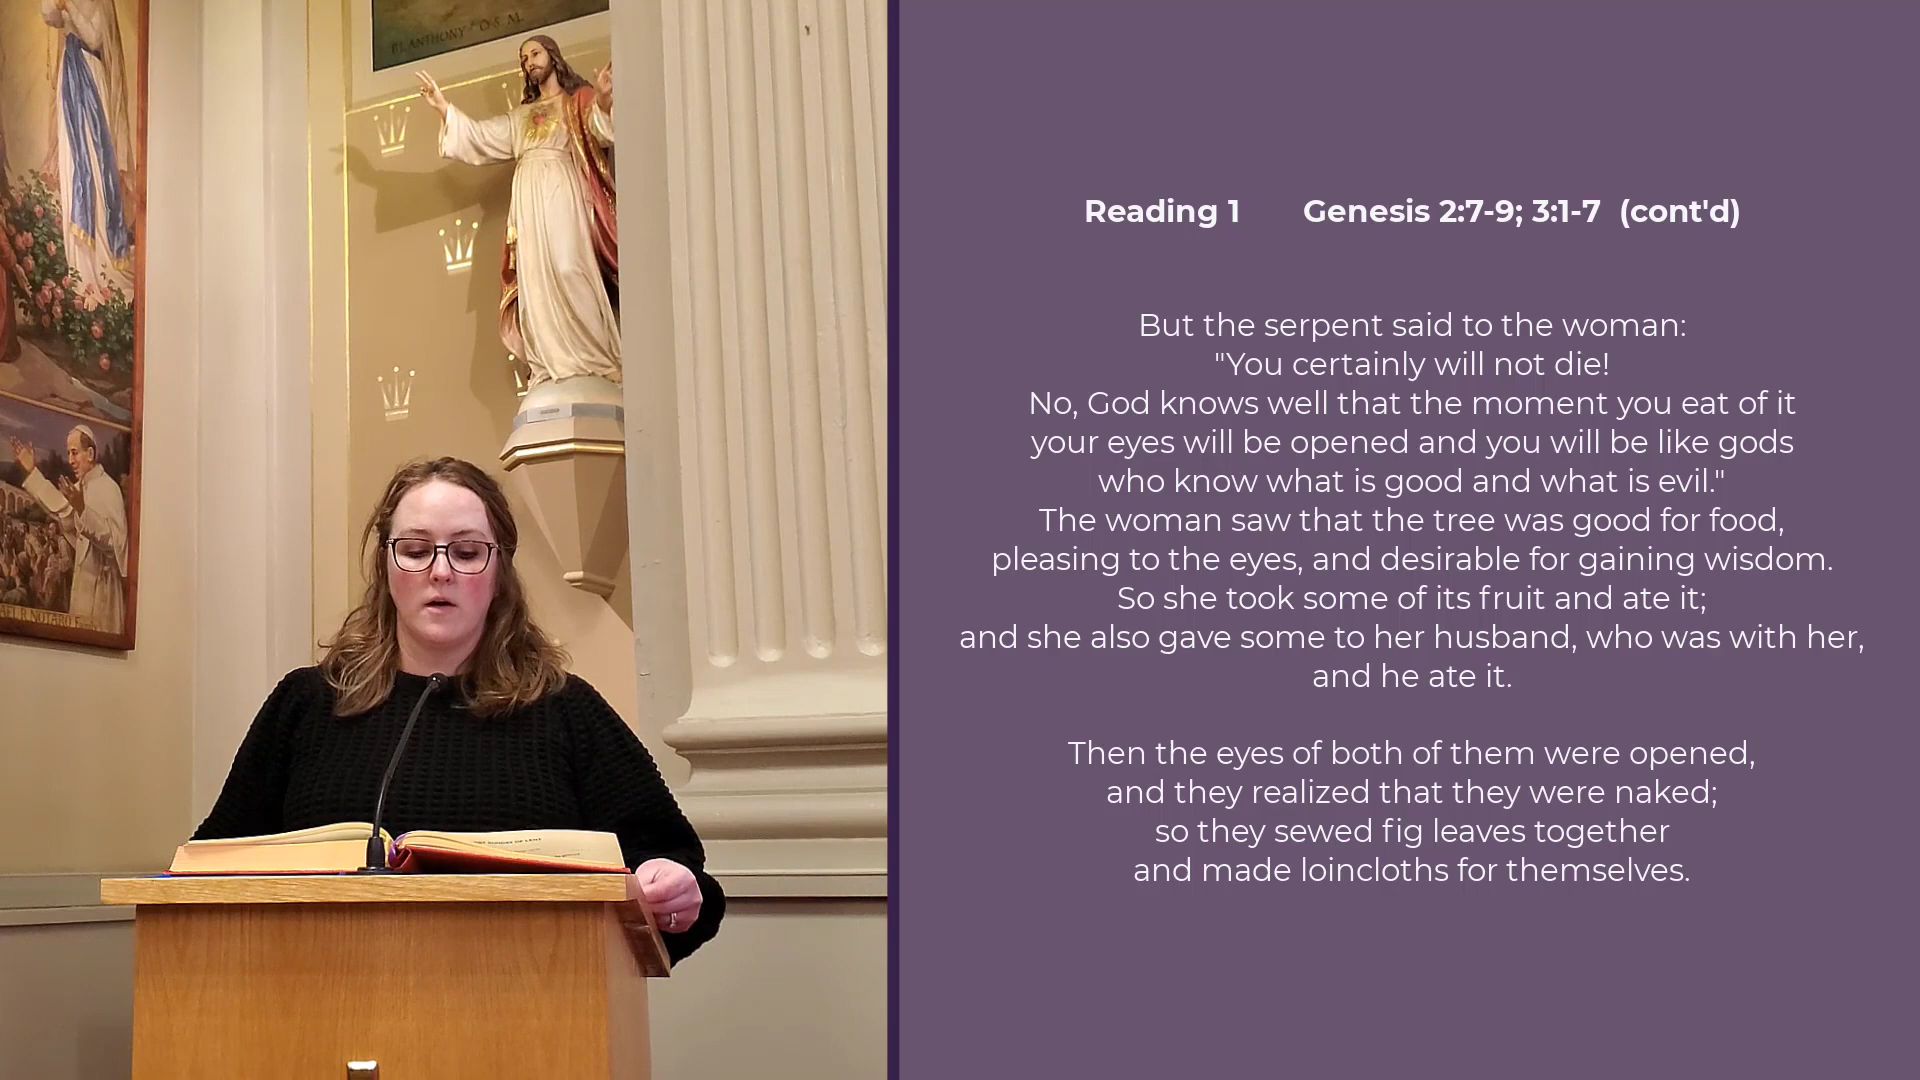 P.L. ANTHONY O.S.M.
Reading 1 Genesis 2:7-9; 3:1-7 (cont'd)
But the serpent said to the woman:
"You certainly will not die!
No, God knows well that the moment you eat of it
your eyes will be opened and you will be like gods
who know what is good and what is evil."
The woman saw that the tree was good for food,
pleasing to the eyes, and desirable for gaining wisdom.
So she took some of its fruit and ate it;
and she also gave some to her husband, who was with her,
and he ate it.
Then the eyes of both of them were opened,
and they realized that they were naked;
so they sewed fig leaves together
and made loincloths for themselves.